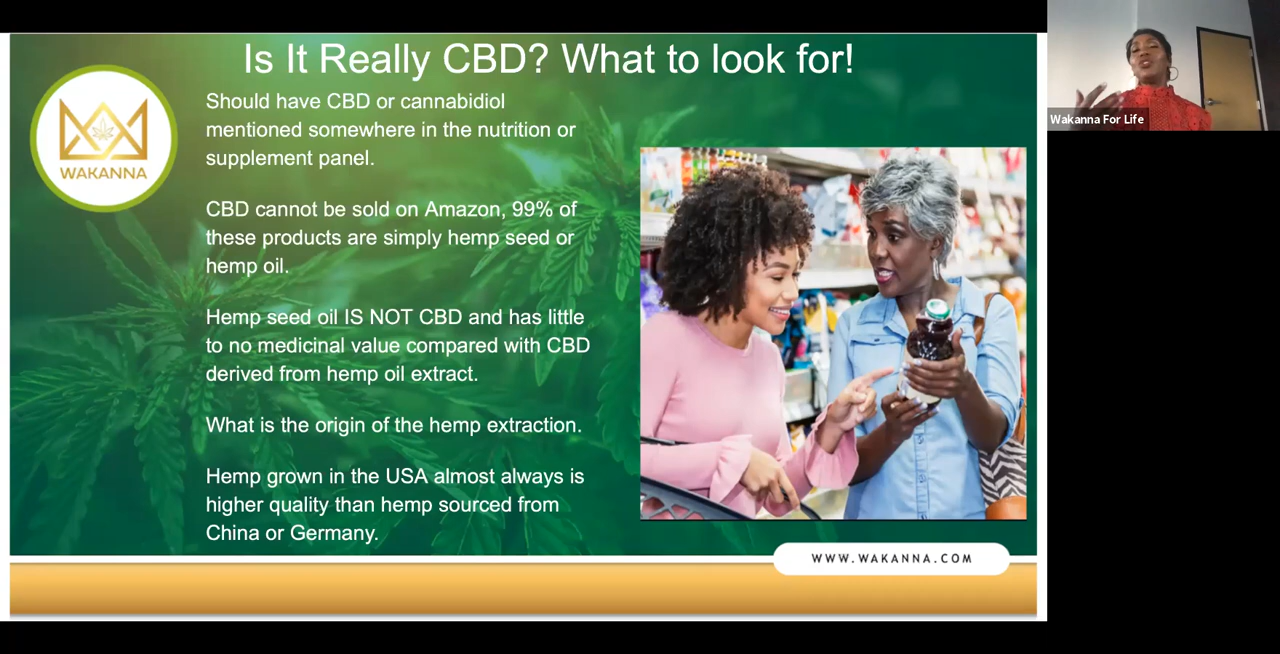 Is It Really CBD? What to look for!
WAKANNA
Should have CBD or cannabidiol
mentioned somewhere in the nutrition or
supplement panel.
CBD cannot be sold on Amazon, 99% of
these products are simply hemp seed or
hemp oil.
Hemp seed oil IS NOT CBD and has little
to no medicinal value compared with CBD
derived from hemp oil extract.
What is the origin of the hemp extraction.
Hemp grown in the USA almost always is
higher quality than hemp sourced from
China or Germany.
WWW.WAKANNA.COM
Wakanna For Life